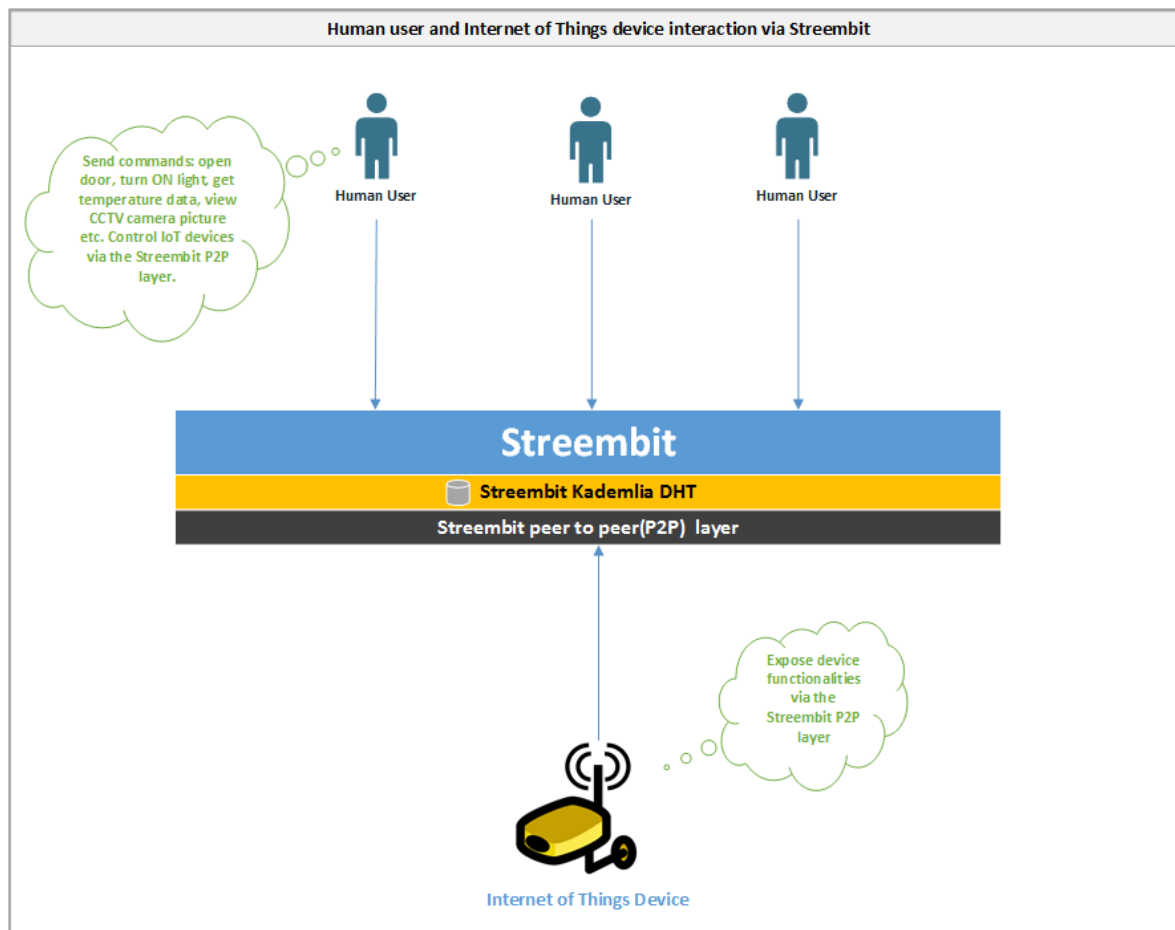 Human user and Internet of Things device interaction via Streembit
Send commands: open
door, turn ON light, get
temperature data, view
CCTV camera picture
etc. Control IoT devices
via the Streembit P2P
layer.
Human User
Human User
Human User
Streembit
Streembit Kademlia DHT
Streembit peer to peer(P2P) layer
Expose device
functionalities
via the
Streembit P2P
layer
Internet of Things Device